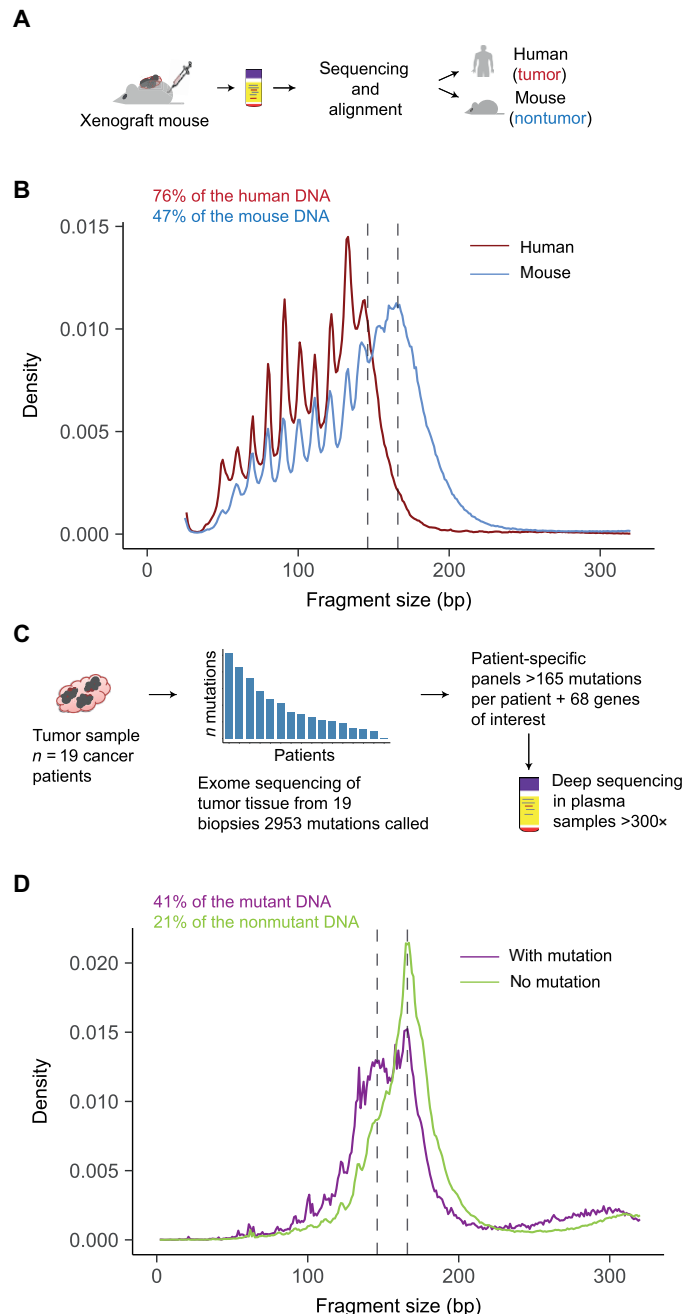 A
Xenograft mouse
Sequencing
and
alignment
Human
(tumor)
Mouse
(nontumor)
B
76% of the human DNA
47% of the mouse DNA
0.015
0.010
0.005
0.000
Density
Human
Mouse
0
100
200
300
Fragment size (bp)
C
Tumor sample
n = 19 cancer
patients
n mutations
Patients
Exome sequencing of
tumor tissue from 19
biopsies 2953 mutations called
Patient-specific
panels >165 mutations
per patient + 68 genes
of interest
Deep sequencing
in plasma
samples >300×
D
41% of the mutant DNA
21% of the nonmutant DNA
0.020
0.015
0.010
0.005
0.000
Density
With mutation
No mutation
0
100
200
300
Fragment size (bp)